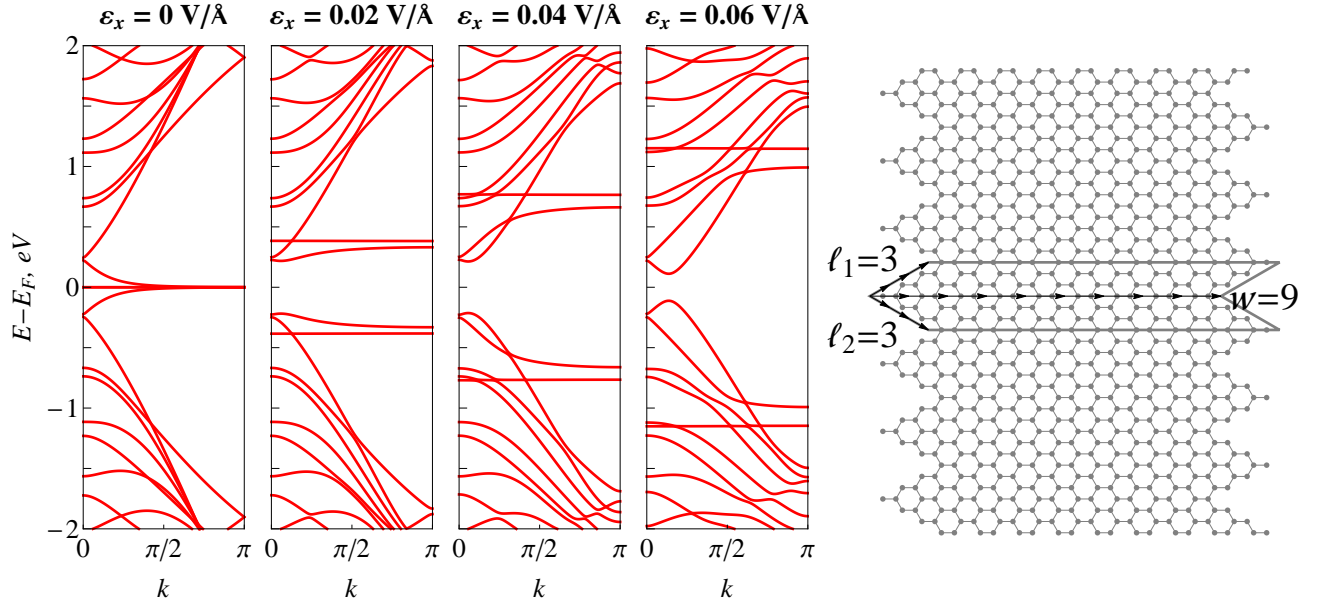 εx = 0 V/Å
εx = 0.02 V/Å
εx = 0.04 V/Å
εx = 0.06 V/Å
E−EF, eV
2
1
0
−1
−2
0
π/2
π
0
π/2
π
0
π/2
π
0
π/2
π
k
k
k
k
ℓ1=3
w=9
ℓ2=3